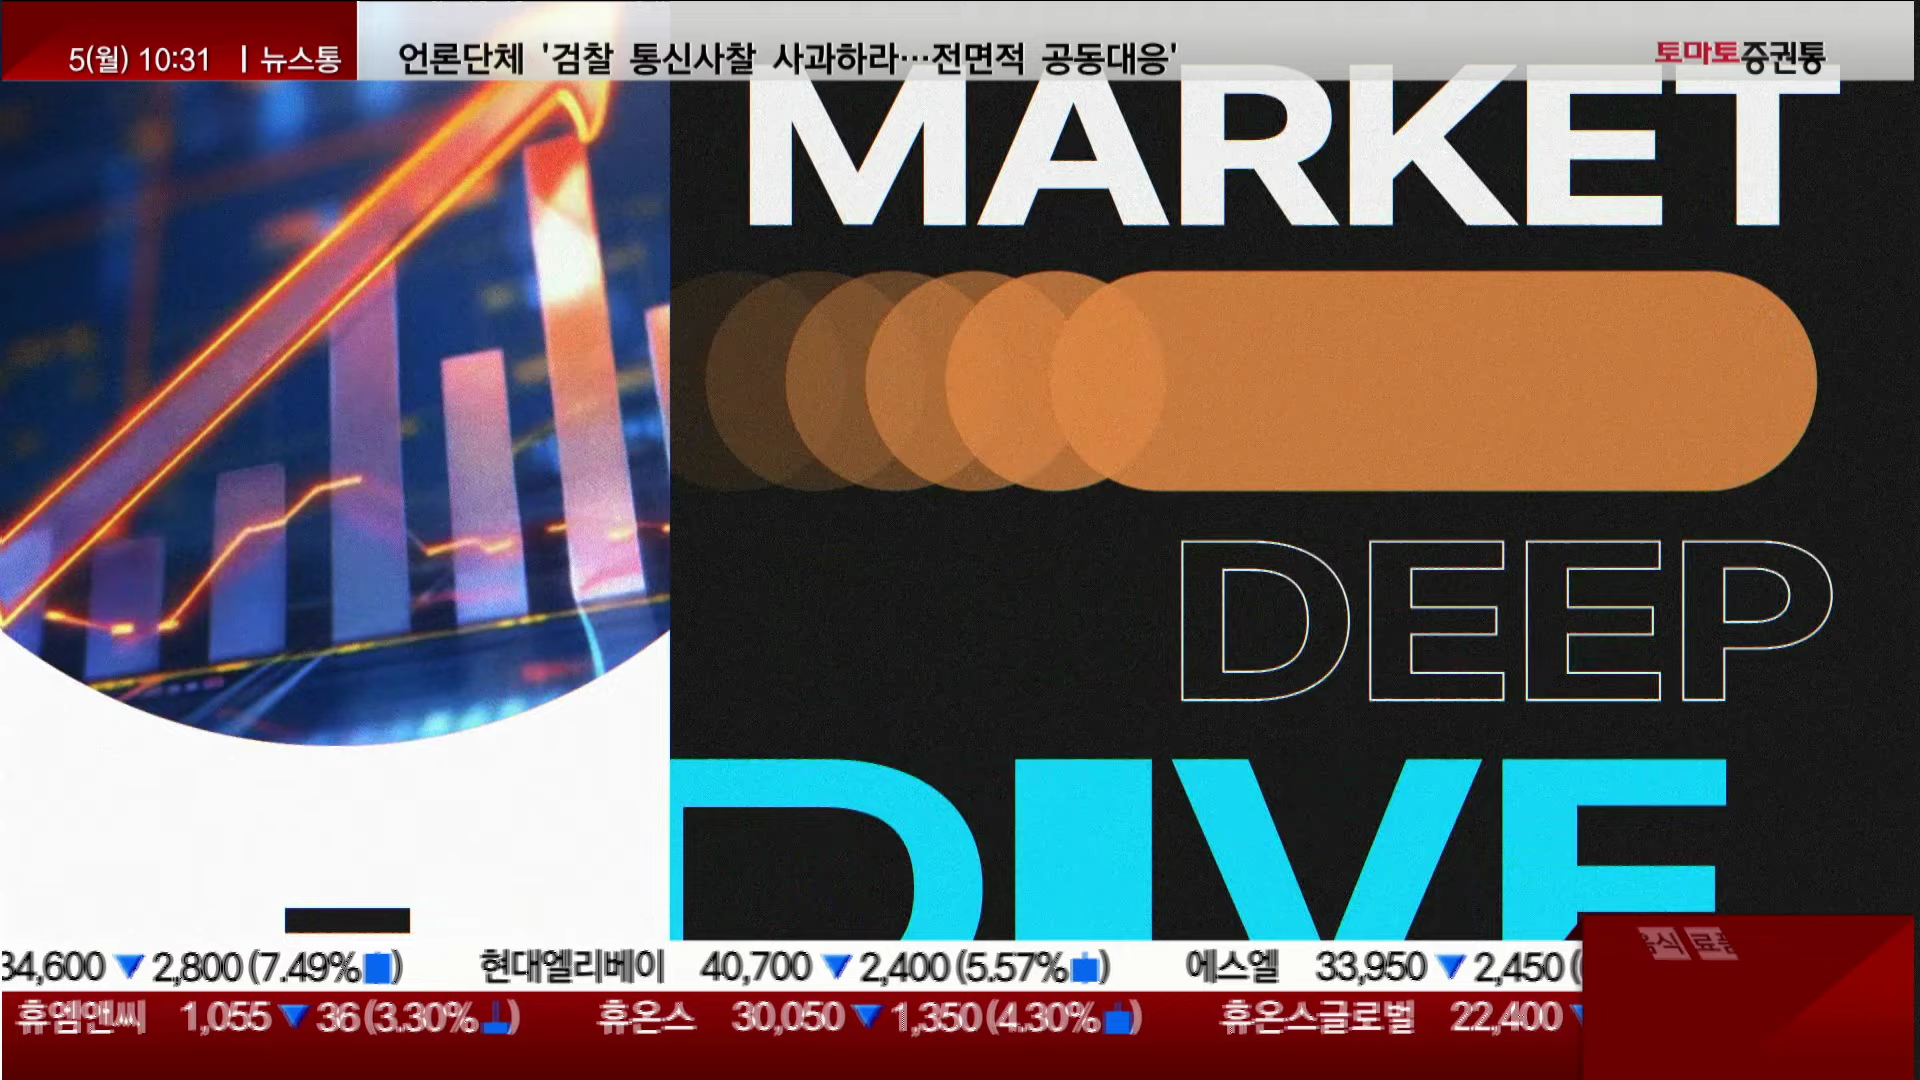 5(월) 10:31 | 뉴스통 언론단체 '검찰 통신사찰 사과하라…전면적 공동대응' 토마토증권통
MARKET
DEEP
DIVE
34,600 ▼ 2,800 (7.49% ) 현대엘리베이 40,700 ▼ 2,400 (5.57% ) 에스엘 33,950 ▼ 2,450 (
휴엠앤씨 1,055 ▼ 36 (3.30% ) 휴온스 30,050 ▼ 1,350 (4.30% ) 휴온스글로벌 22,400